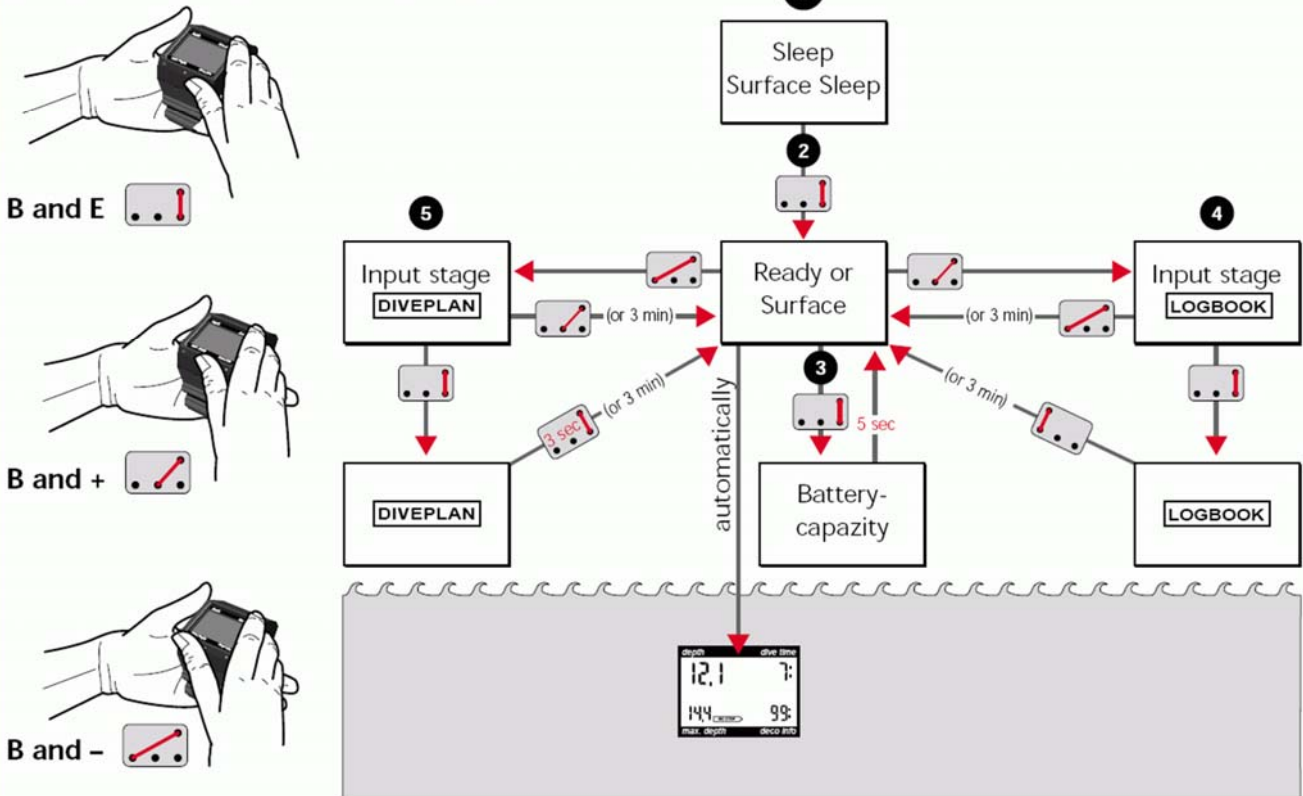 Sleep
Surface Sleep
2
B and E
5
4
Input stage
DIVEPLAN
Ready or
Surface
Input stage
LOGBOOK
(or 3 min)
(or 3 min)
3
(or 3 min)
(or 3 min)
3 sec
5 sec
automatically
B and +
DIVEPLAN
Battery-
capazity
LOGBOOK
depth dive time
12,1 7:
14,4 99:
max. depth deco info
B and –